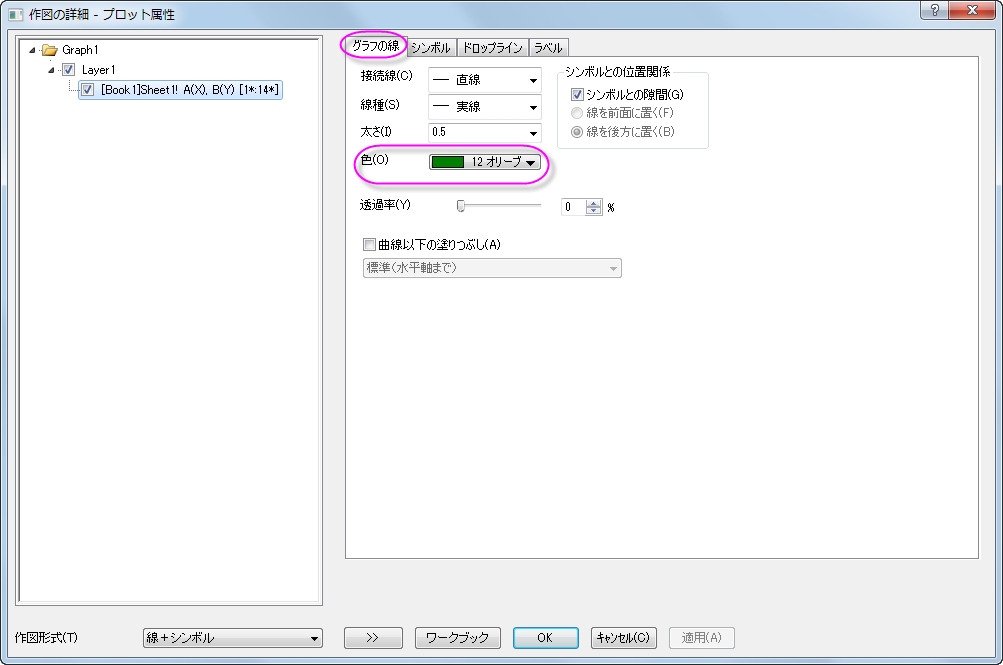 作図の詳細 - プロット属性
Graph1
Layer1
[Book1]Sheet1! A(X), B(Y) [1*:14*]
グラフの線 シンボル ドロップライン ラベル
接続線(C) 直線
線種(S) 実線
太さ(I) 0.5
色(O) 12 オリーブ
透過率(Y) 0 %
曲線以下の塗りつぶし(A)
標準(水平軸まで)
シンボルとの位置関係
シンボルとの隙間(G)
線を前面に置く(F)
線を後方に置く(B)
作図形式(T) 線+シンボル >> ワークブック OK キャンセル(C) 適用(A)